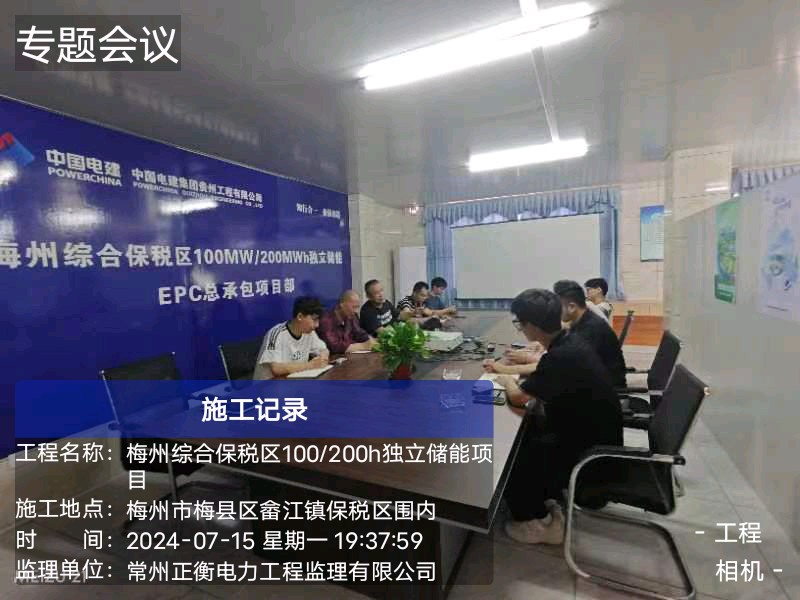 专题会议
中国电建
POWERCHINA
中国电建集团贵州工程有限公司
POWERCHINA GUIZHOU ENGINEERING CO.,LTD
梅州综合保税区100MW/200MWh独立储能
EPC总承包项目部
施工记录
工程名称：梅州综合保税区100/200h独立储能项
目
施工地点：梅州市梅县区畲江镇保税区围内
时　　间：2024-07-15 星期一 19:37:59
监理单位：常州正衡电力工程监理有限公司
MEIZU 21
- 工程
相机 -